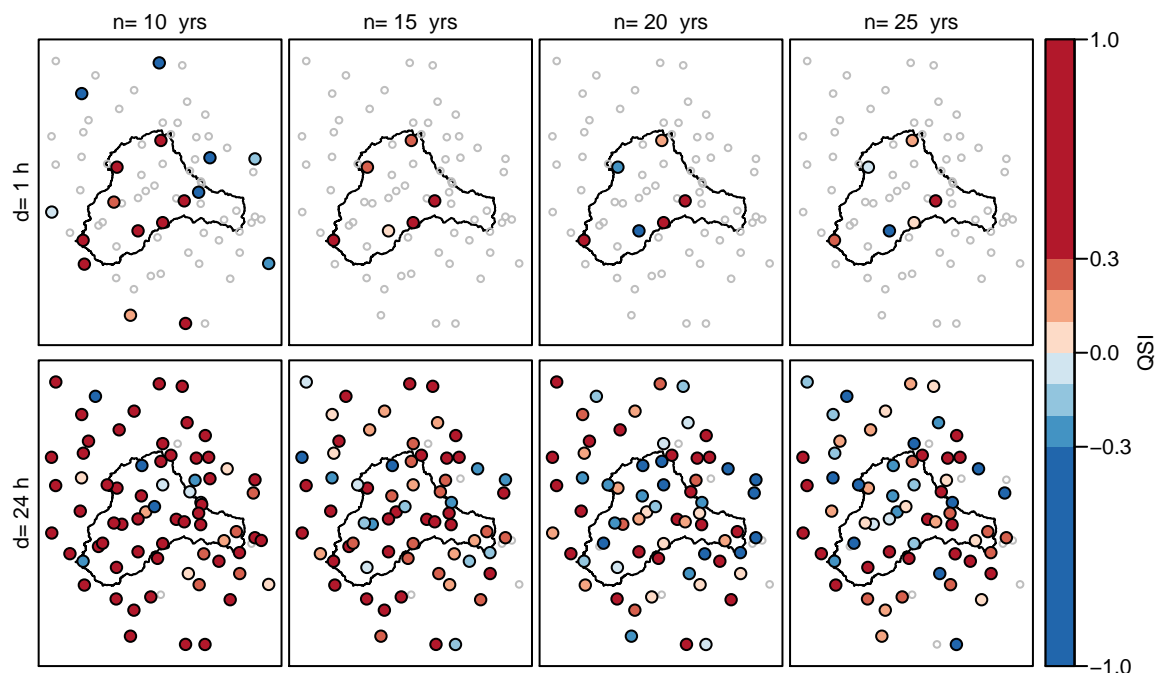 n= 10 yrs
n= 15 yrs
n= 20 yrs
n= 25 yrs
d= 1 h
d= 24 h
1.0
0.3
0.0
−0.3
−1.0
QSI